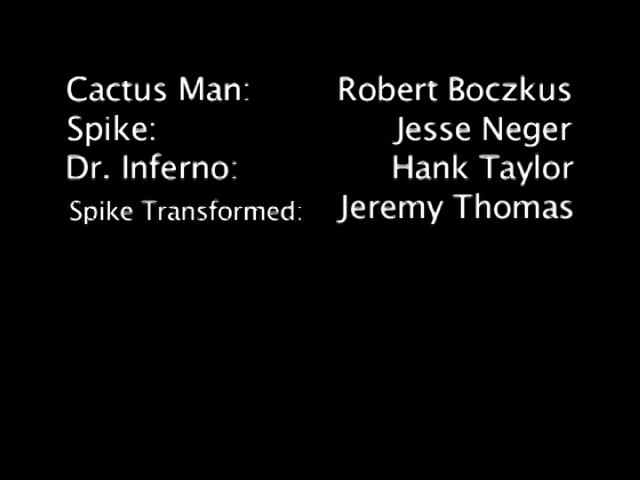 Cactus Man: Robert Boczkus
Spike: Jesse Neger
Dr. Inferno: Hank Taylor
Spike Transformed: Jeremy Thomas